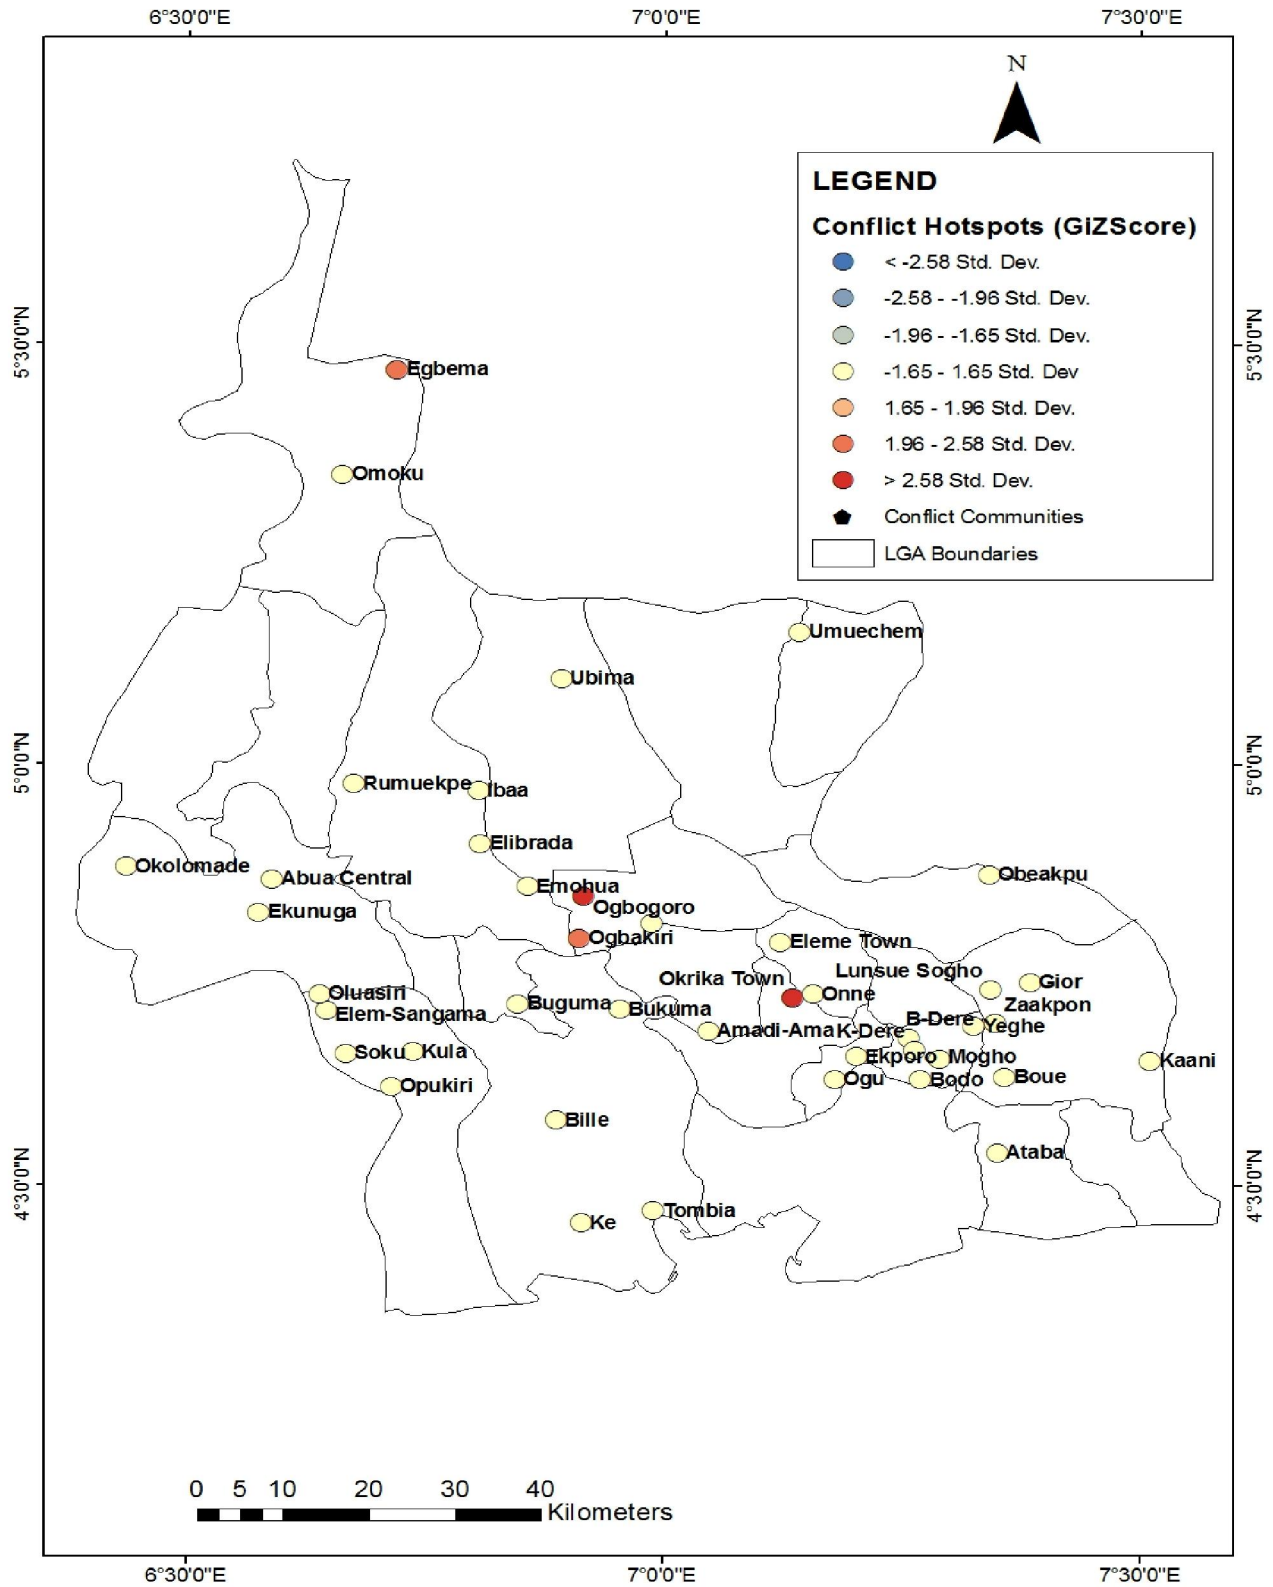 6°30'0"E 7°0'0"E 7°30'0"E
N
LEGEND
Conflict Hotspots (GiZScore)
< -2.58 Std. Dev.
-2.58 - -1.96 Std. Dev.
-1.96 - -1.65 Std. Dev.
-1.65 - 1.65 Std. Dev
1.65 - 1.96 Std. Dev.
1.96 - 2.58 Std. Dev.
> 2.58 Std. Dev.
Conflict Communities
LGA Boundaries
5°30'0"N 5°30'0"N
Egbema
Omoku
Umuechem
Ubima
5°0'0"N 5°0'0"N
Rumuekpe Ibaa
Elibrada
Okolomade Obeakpu
Abua Central Emohua
Ekunuga Ogbogoro
Ogbakiri Eleme Town
Okrika Town Lunsue Sogho
Oluasiri Onne Gior
Elem-Sangama Buguma Bukuma Zaakpon
Amadi-Ama K-Dere B-Dere Yeghe
Soku Kula Ekporo Mogho Kaani
Opukiri Ogu Bodo Boue
Bille
Ataba
4°30'0"N 4°30'0"N
Ke Tombia
0 5 10 20 30 40
Kilometers
6°30'0"E 7°0'0"E 7°30'0"E